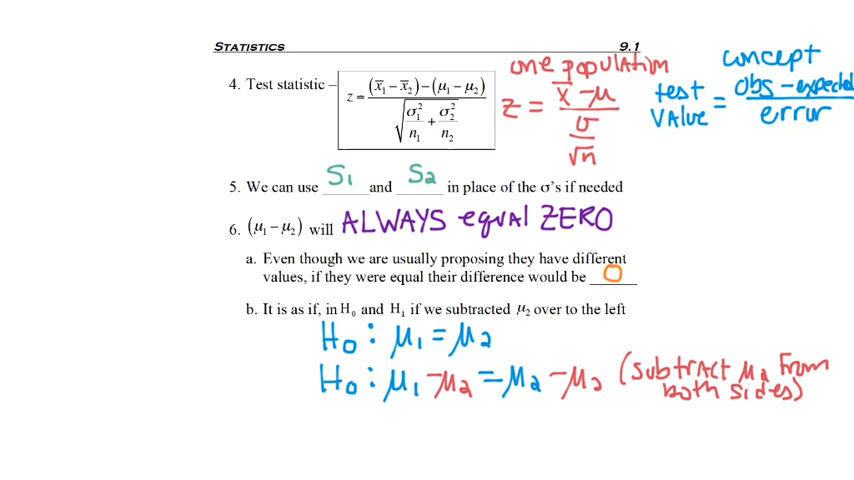 STATISTICS 9.1
4. Test statistic – z = (x̄₁ − x̄₂) − (μ₁ − μ₂) / √(σ₁²/n₁ + σ₂²/n₂)
one population
z = x̄ − μ / σ/√n
concept
test value = obs − expected / error
5. We can use S₁ and S₂ in place of the σ's if needed
6. (μ₁ − μ₂) will ALWAYS equal ZERO
a. Even though we are usually proposing they have different
values, if they were equal their difference would be 0
b. It is as if, in H₀ and H₁ if we subtracted μ₂ over to the left
H₀ : μ₁ = μ₂
H₀ : μ₁ − μ₂ = μ₂ − μ₂ (subtract μ₂ from
both sides)